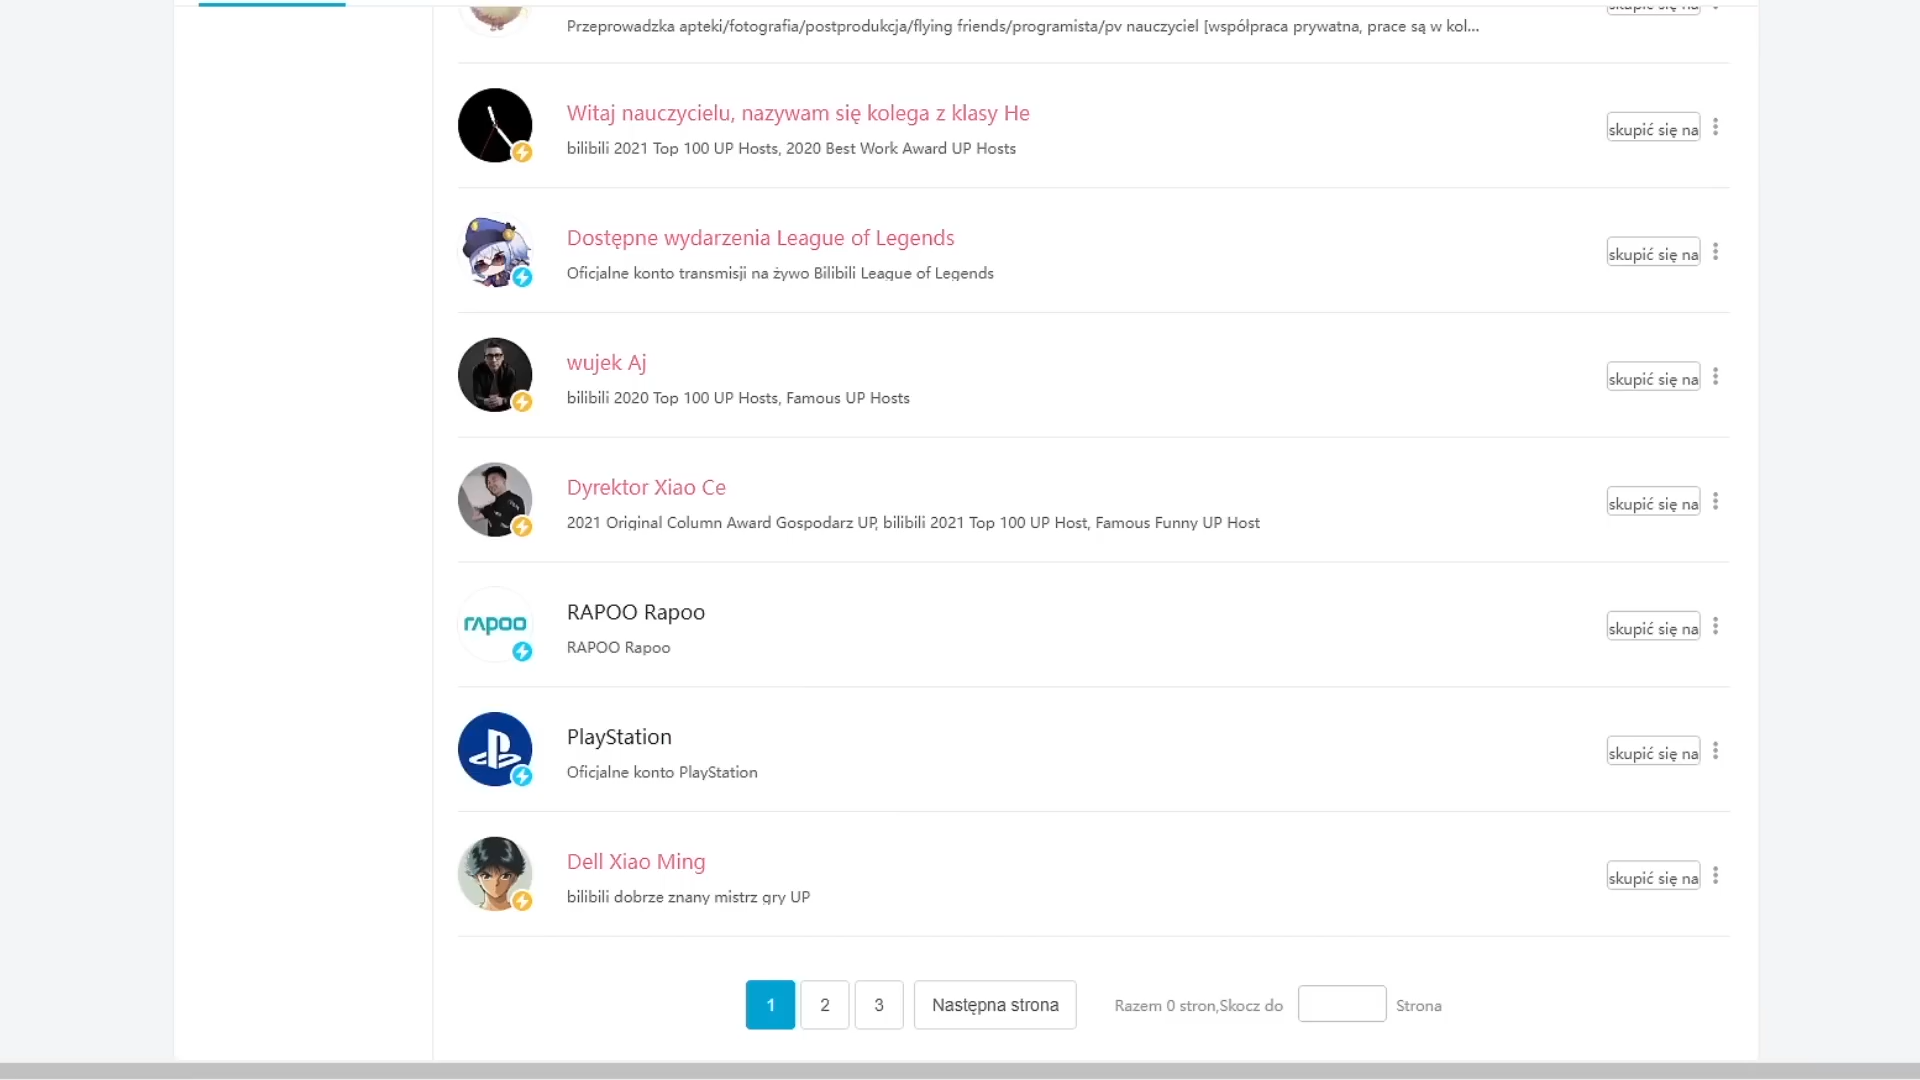 Przeprowadzka apteki/fotografia/postprodukcja/flying friends/programista/pv nauczyciel [współpraca prywatna, prace są w kol...
Witaj nauczycielu, nazywam się kolega z klasy He
bilibili 2021 Top 100 UP Hosts, 2020 Best Work Award UP Hosts
skupić się na
Dostępne wydarzenia League of Legends
Oficjalne konto transmisji na żywo Bilibili League of Legends
skupić się na
wujek Aj
bilibili 2020 Top 100 UP Hosts, Famous UP Hosts
skupić się na
Dyrektor Xiao Ce
2021 Original Column Award Gospodarz UP, bilibili 2021 Top 100 UP Host, Famous Funny UP Host
skupić się na
rapoo
RAPOO Rapoo
RAPOO Rapoo
skupić się na
PlayStation
Oficjalne konto PlayStation
skupić się na
Dell Xiao Ming
bilibili dobrze znany mistrz gry UP
skupić się na
1 2 3 Następna strona Razem 0 stron,Skocz do Strona